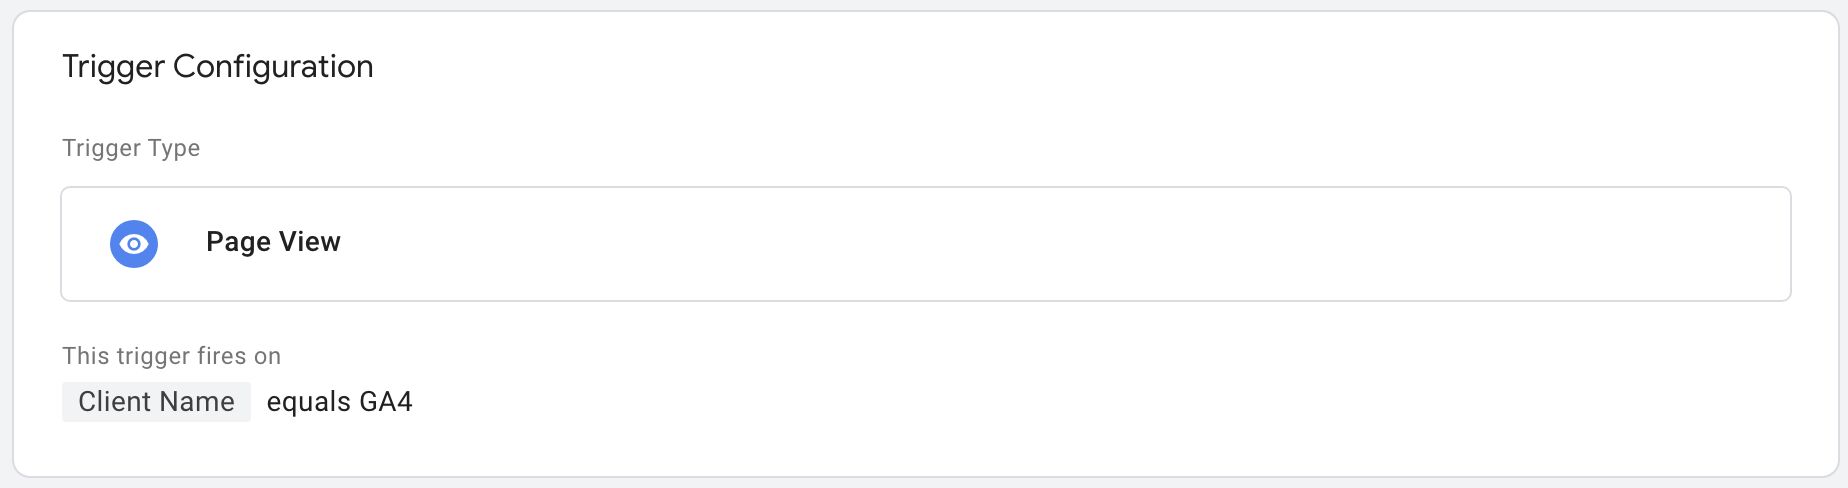 Trigger Configuration
Trigger Type
Page View
This trigger fires on
Client Name equals GA4